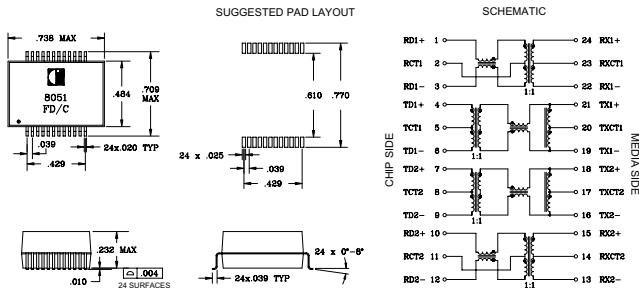 SUGGESTED PAD LAYOUT
SCHEMATIC
.738 MAX
8051
FD/C
.484
.709
MAX
.039
24x.020 TYP
.429
.610
.770
24 x .025
.039
.429
.232 MAX
.010
.004
24 SURFACES
24x.039 TYP
24 x 0°-8°
CHIP SIDE
MEDIA SIDE
RD1+ 1
24 RX1+
RCT1 2
23 RXCT1
RD1- 3
22 RX1-
1:1
TD1+ 4
21 TX1+
TCT1 5
20 TXCT1
TD1- 6
19 TX1-
1:1
TD2+ 7
18 TX2+
TCT2 8
17 TXCT2
TD2- 9
16 TX2-
1:1
RD2+ 10
15 RX2+
RCT2 11
14 RXCT2
RD2- 12
13 RX2-
1:1